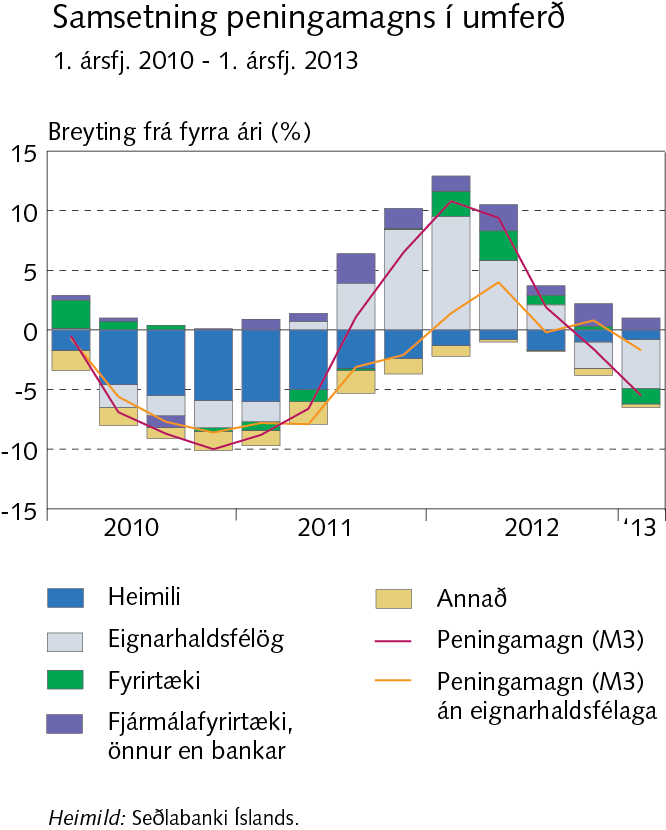 Samsetning peningamagns í umferð
1. ársfj. 2010 - 1. ársfj. 2013
Breyting frá fyrra ári (%)
15
10
5
0
-5
-10
-15
2010 2011 2012 ‘13
Heimili
Eignarhaldsfélög
Fyrirtæki
Fjármálafyrirtæki,
önnur en bankar
Annað
Peningamagn (M3)
Peningamagn (M3)
án eignarhaldsfélaga
Heimild: Seðlabanki Íslands.